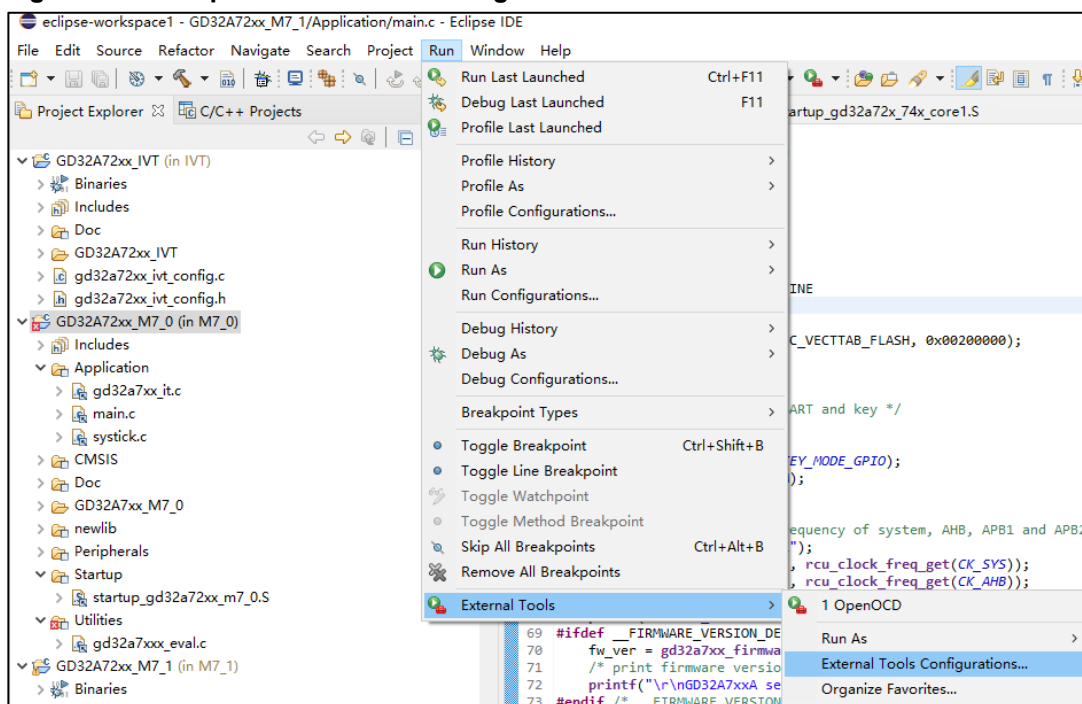 eclipse-workspace1 - GD32A72xx_M7_1/Application/main.c - Eclipse IDE
File Edit Source Refactor Navigate Search Project Run Window Help
Project Explorer C/C++ Projects
artup_gd32a72x_74x_core1.S
GD32A72xx_IVT (in IVT)
Binaries
Includes
Doc
GD32A72xx_IVT
gd32a72xx_ivt_config.c
gd32a72xx_ivt_config.h
GD32A72xx_M7_0 (in M7_0)
Includes
Application
gd32a7xx_it.c
main.c
systick.c
CMSIS
Doc
GD32A7xx_M7_0
newlib
Peripherals
Startup
startup_gd32a72xx_m7_0.S
Utilities
gd32a7xxx_eval.c
GD32A72xx_M7_1 (in M7_1)
Binaries
Run Last Launched Ctrl+F11
Debug Last Launched F11
Profile Last Launched
Profile History
Profile As
Profile Configurations...
Run History
Run As
Run Configurations...
Debug History
Debug As
Debug Configurations...
Breakpoint Types
Toggle Breakpoint Ctrl+Shift+B
Toggle Line Breakpoint
Toggle Watchpoint
Toggle Method Breakpoint
Skip All Breakpoints Ctrl+Alt+B
Remove All Breakpoints
External Tools
1 OpenOCD
Run As
External Tools Configurations...
Organize Favorites...
INE
C_VECTTAB_FLASH, 0x00200000);
ART and key */
EY_MODE_GPIO);
);
equency of system, AHB, APB1 and APB2
");
, rcu_clock_freq_get(CK_SYS));
, rcu_clock_freq_get(CK_AHB));
69 #ifdef __FIRMWARE_VERSION_DE
70 fw_ver = gd32a7xx_firmwa
71 /* print firmware versio
72 printf("\r\nGD32A7xxA se
73 #endif /* __FIRMWARE_VERSION